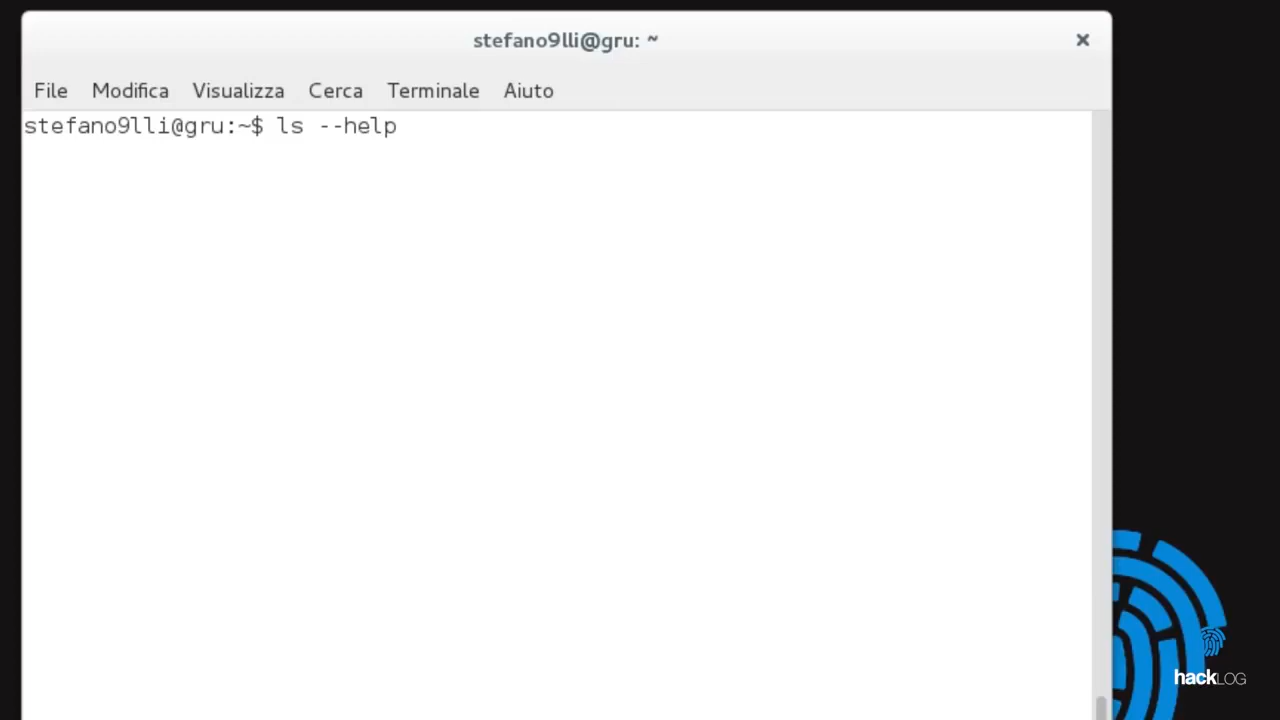 stefano9lli@gru: ~
File Modifica Visualizza Cerca Terminale Aiuto
stefano9lli@gru:~$ ls --help
hackLOG